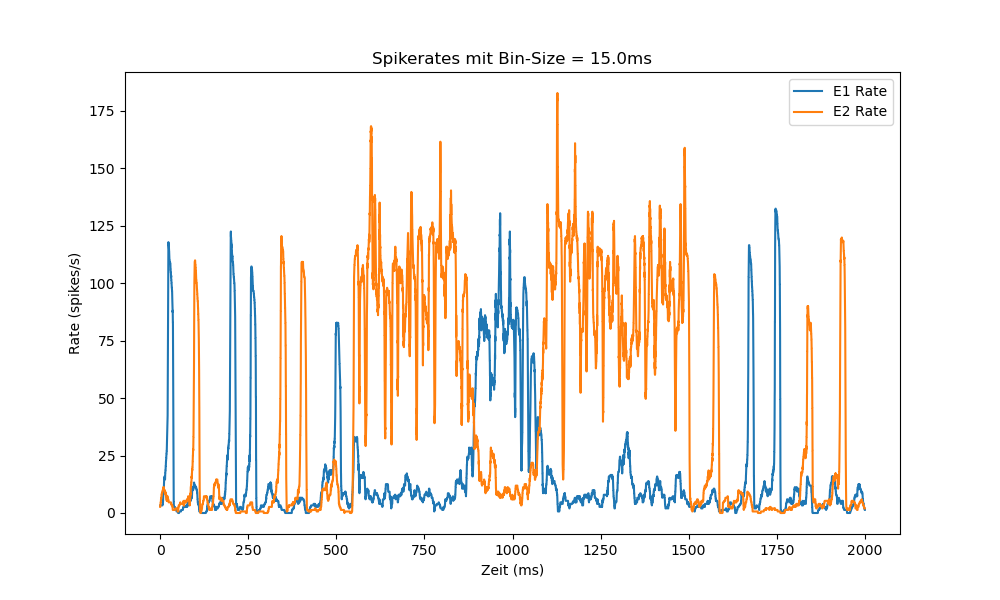 Spikerates mit Bin-Size = 15.0ms
E1 Rate
E2 Rate
Rate (spikes/s)
175
150
125
100
75
50
25
0
0 250 500 750 1000 1250 1500 1750 2000
Zeit (ms)